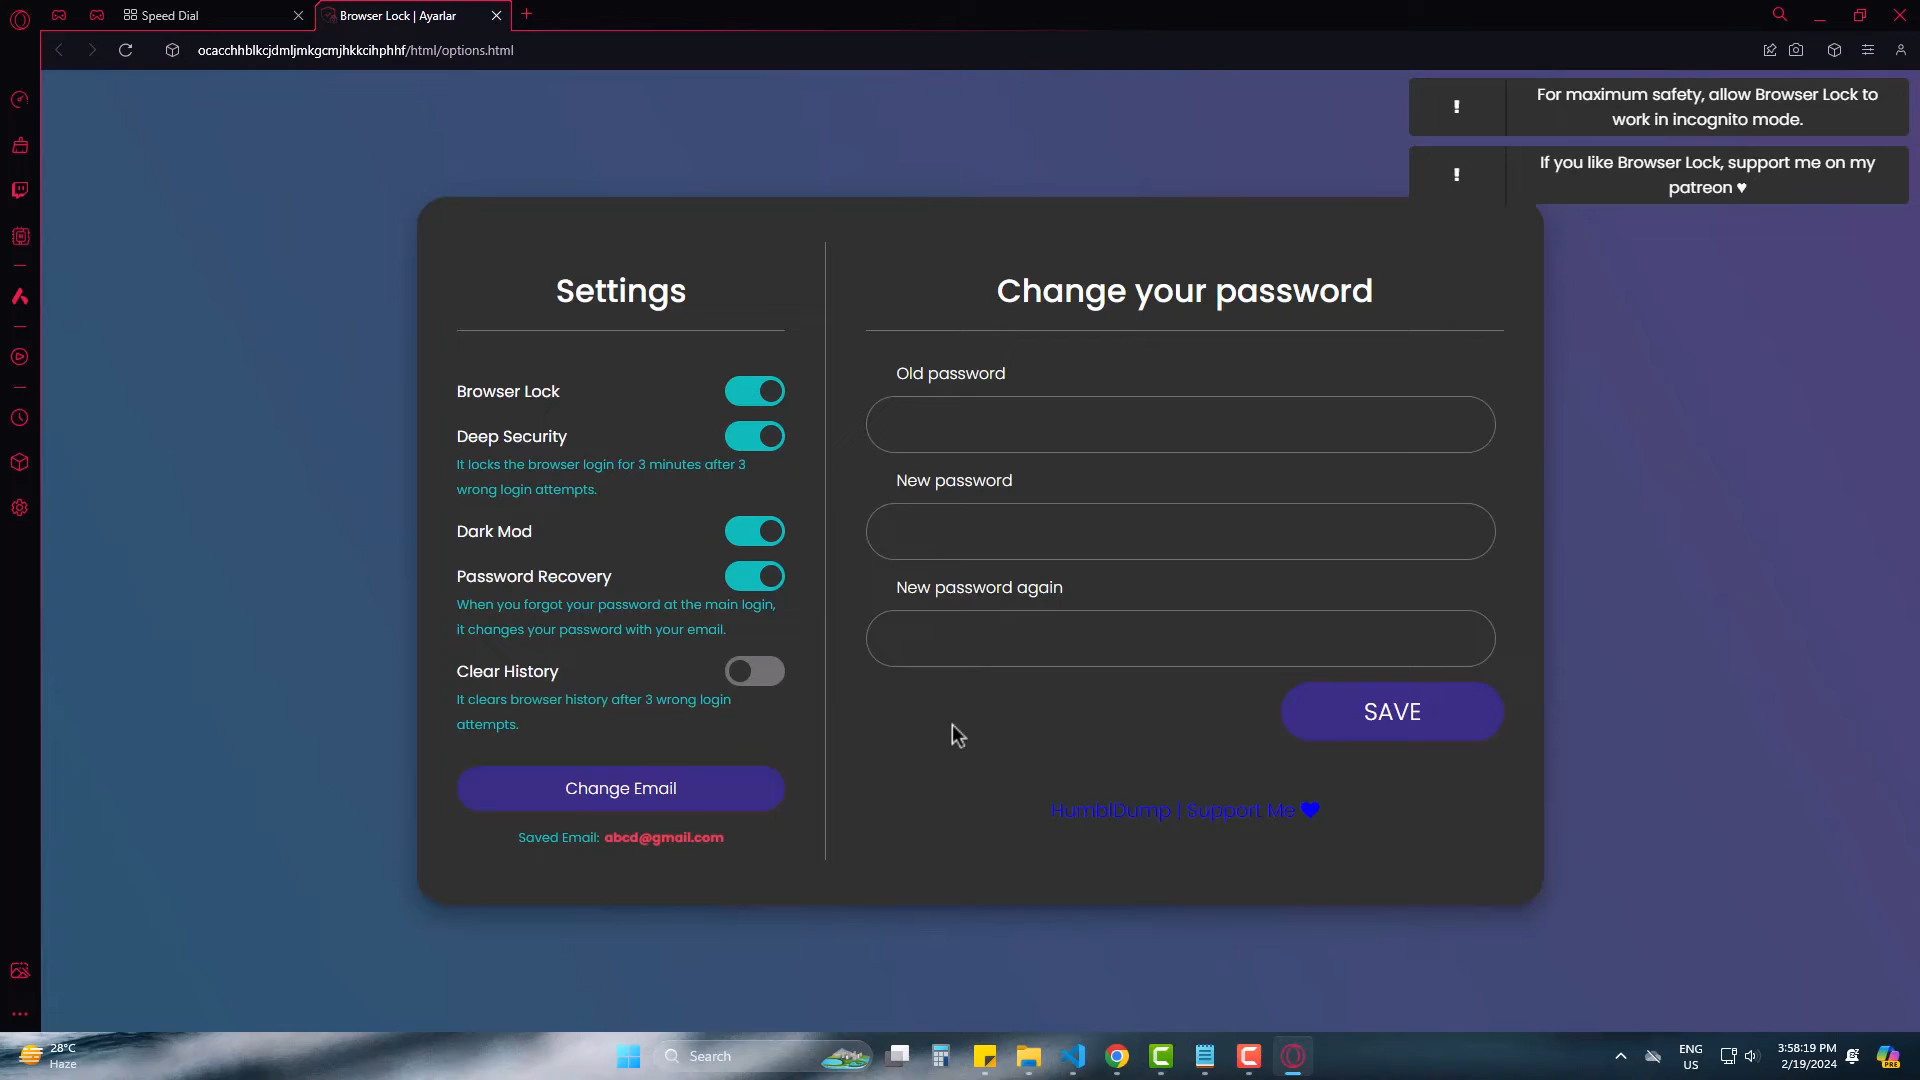 Speed Dial
Browser Lock | Ayarlar
ocacchhblkcjdmljmkgcmjhkkcihphhf/html/options.html
!
For maximum safety, allow Browser Lock to
work in incognito mode.
!
If you like Browser Lock, support me on my
patreon ♥
Settings
Browser Lock
Deep Security
It locks the browser login for 3 minutes after 3
wrong login attempts.
Dark Mod
Password Recovery
When you forgot your password at the main login,
it changes your password with your email.
Clear History
It clears browser history after 3 wrong login
attempts.
Change Email
Saved Email: abcd@gmail.com
Change your password
Old password
New password
New password again
SAVE
HumblDump | Support Me
28°C
Haze
Search
ENG
US
3:58:19 PM
2/19/2024
PRE